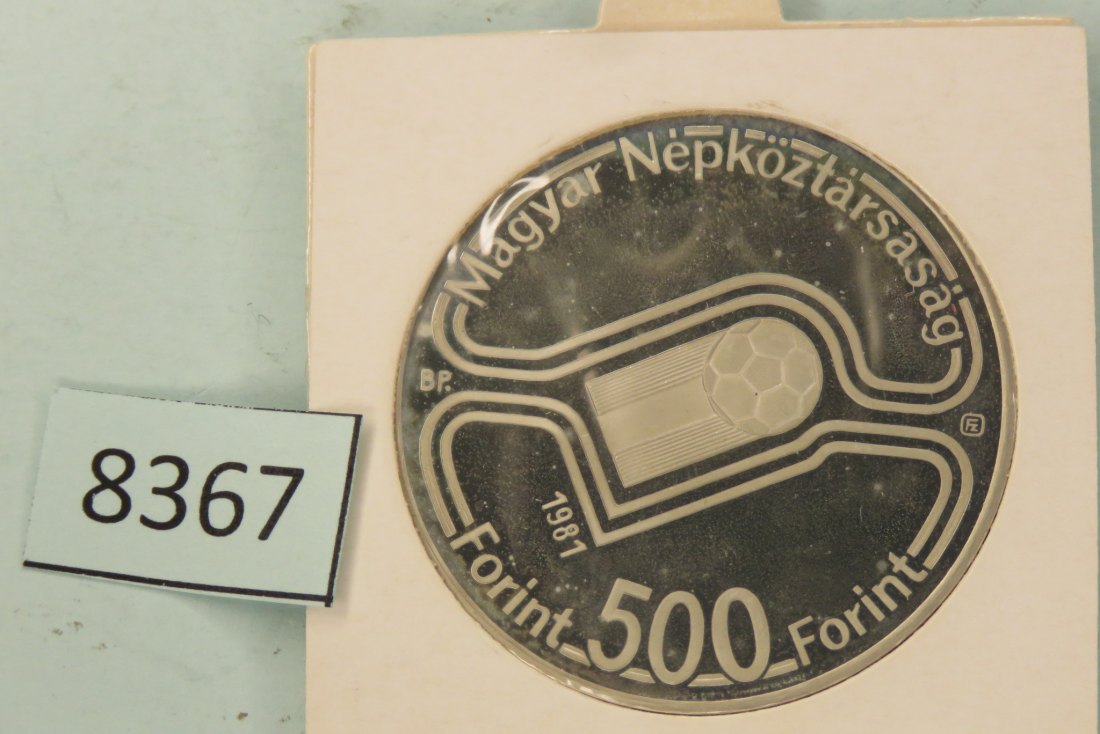 8367
Magyar Népköztársaság
BP.
FZ
1981
Forint 500 Forint